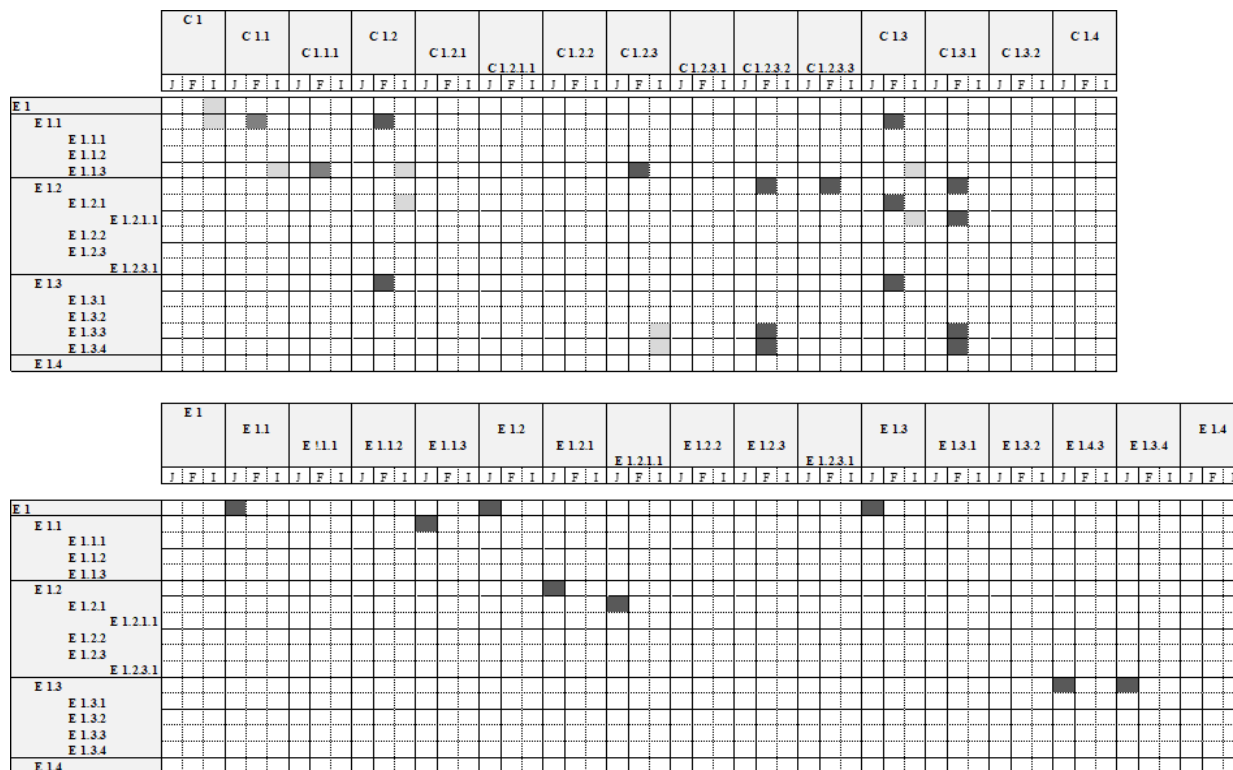 C 1
C 1.1
C 1.1.1
C 1.2
C 1.2.1
C 1.2.1.1
C 1.2.2
C 1.2.3
C 1.2.3.1
C 1.2.3.2
C 1.2.3.3
C 1.3
C 1.3.1
C 1.3.2
C 1.4
J F I J F I J F I J F I J F I J F I J F I J F I J F I J F I J F I J F I J F I J F I J F I
E 1
E 1.1
E 1.1.1
E 1.1.2
E 1.1.3
E 1.2
E 1.2.1
E 1.2.1.1
E 1.2.2
E 1.2.3
E 1.2.3.1
E 1.3
E 1.3.1
E 1.3.2
E 1.3.3
E 1.3.4
E 1.4
E 1
E 1.1
E 1.1.1
E 1.1.2
E 1.1.3
E 1.2
E 1.2.1
E 1.2.1.1
E 1.2.2
E 1.2.3
E 1.2.3.1
E 1.3
E 1.3.1
E 1.3.2
E 1.4.3
E 1.3.4
E 1.4
J F I J F I J F I J F I J F I J F I J F I J F I J F I J F I J F I J F I J F I J F I J F I J F I J F
E 1
E 1.1
E 1.1.1
E 1.1.2
E 1.1.3
E 1.2
E 1.2.1
E 1.2.1.1
E 1.2.2
E 1.2.3
E 1.2.3.1
E 1.3
E 1.3.1
E 1.3.2
E 1.3.3
E 1.3.4
E 1.4